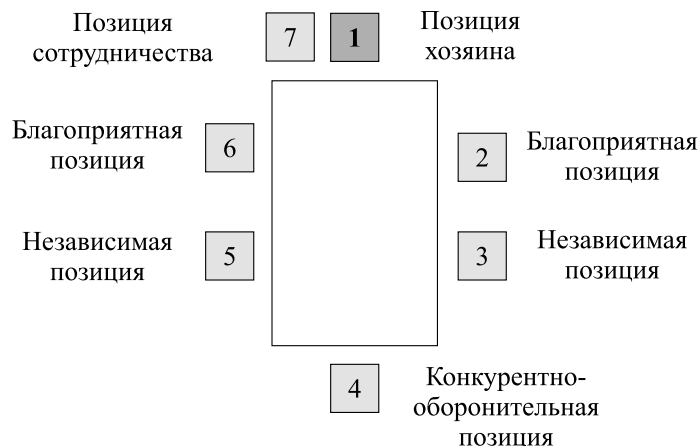 Позиция
сотрудничества
7
1
Позиция
хозяина
Благоприятная
позиция
6
2
Благоприятная
позиция
Независимая
позиция
5
3
Независимая
позиция
4
Конкурентно-
оборонительная
позиция